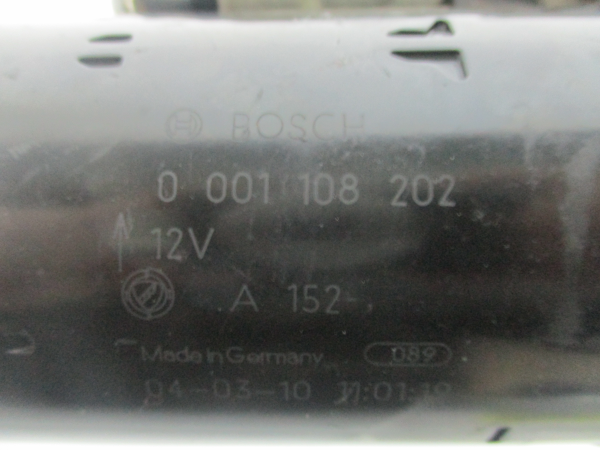 BOSCH
0 001 108 202
12V
A 152
Made in Germany 089
04-03-10